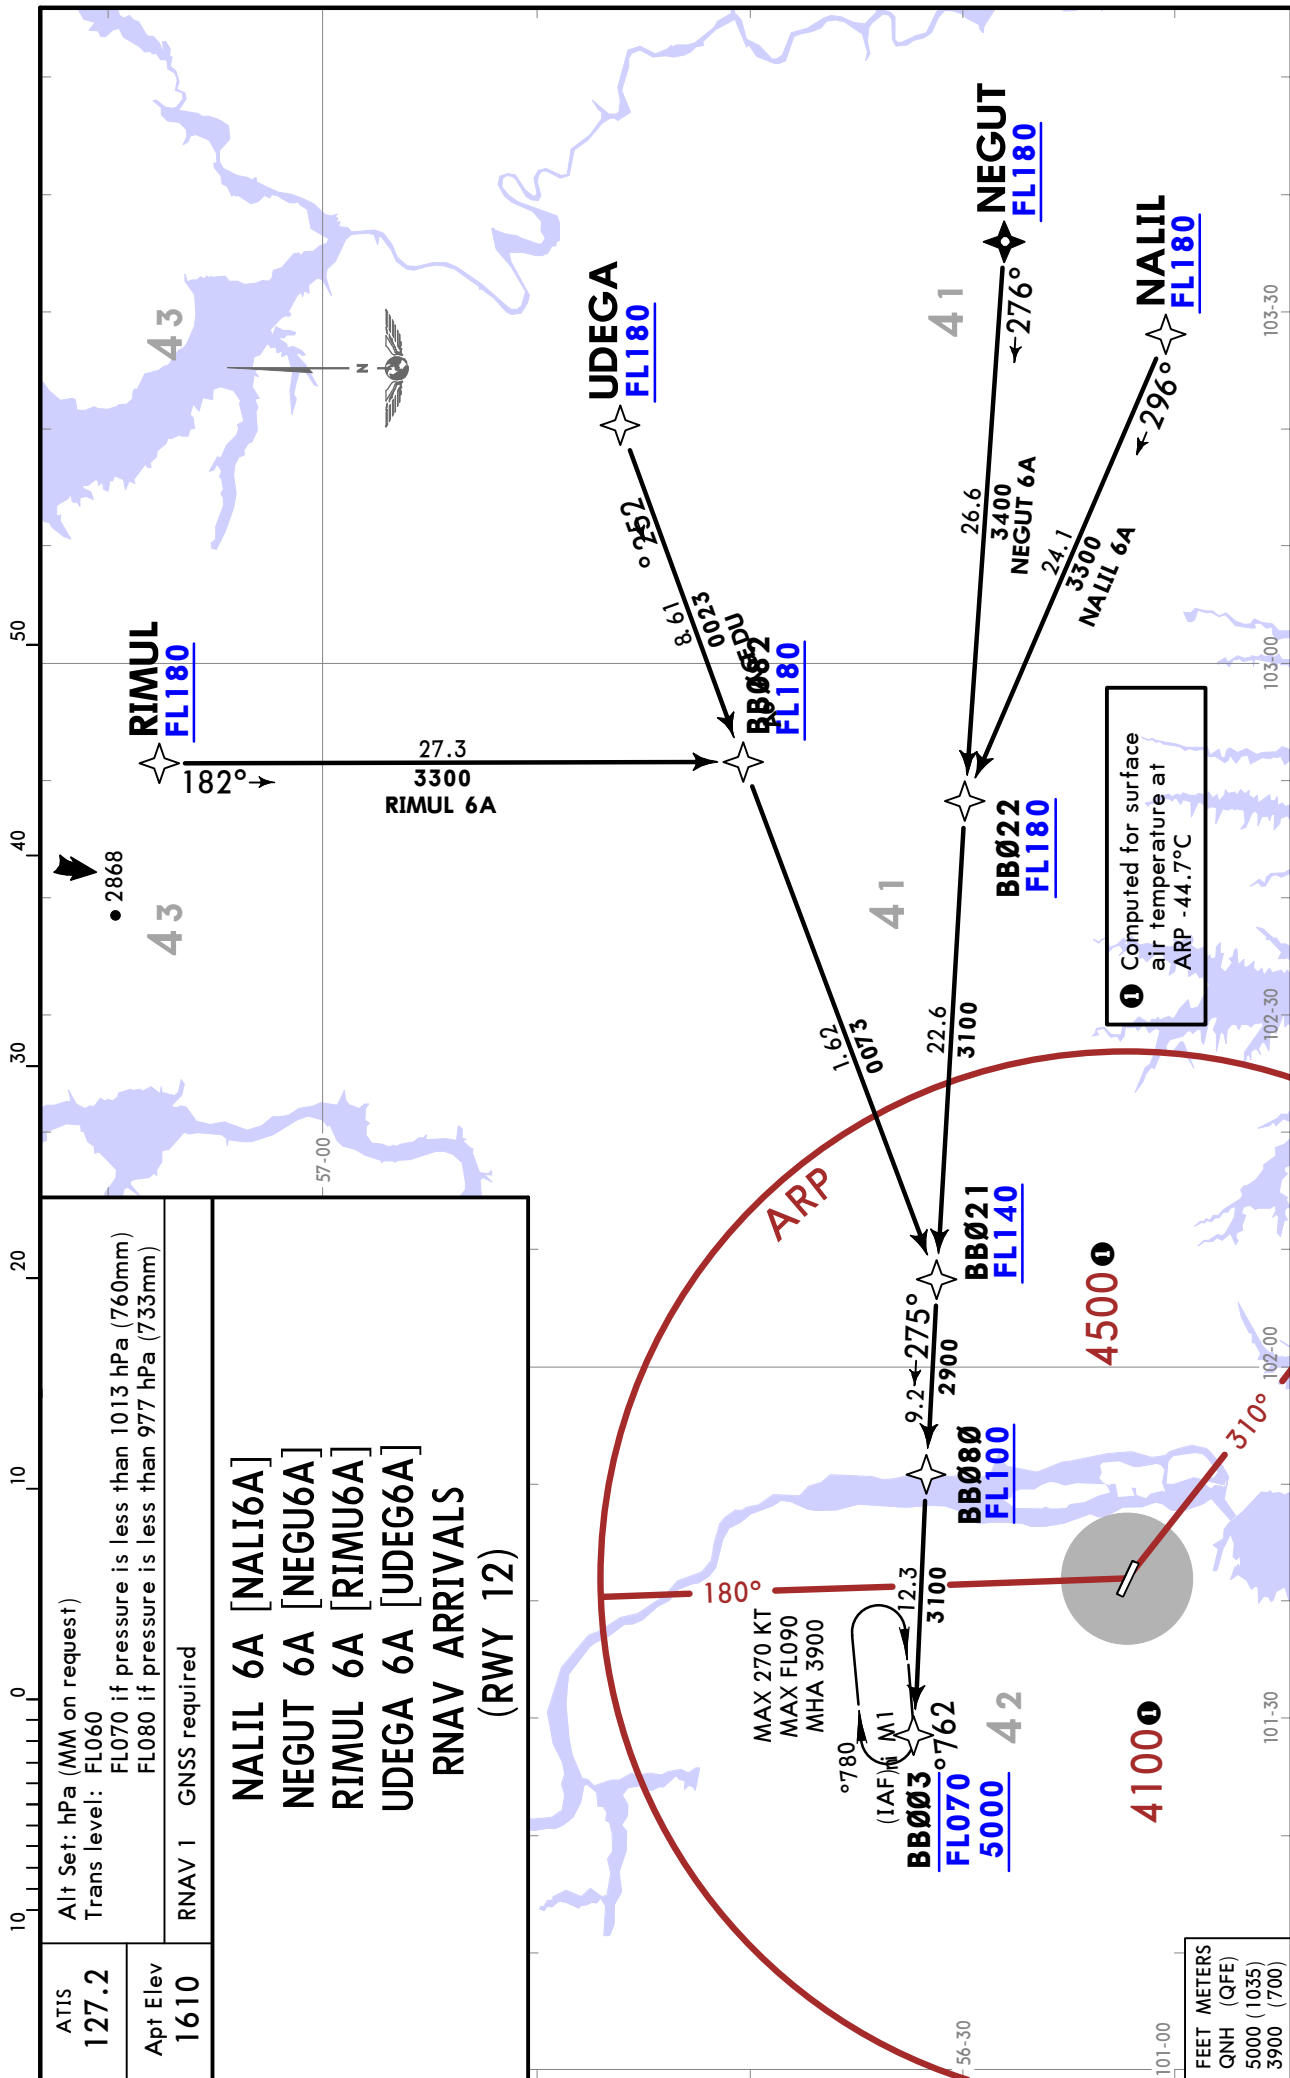 ATIS
127.2
Apt Elev
1610
Alt Set: hPa (MM on request)
Trans level: FL060
FL070 if pressure is less than 1013 hPa (760mm)
FL080 if pressure is less than 977 hPa (733mm)
RNAV 1 GNSS required
NALIL 6A [NALI6A]
NEGUT 6A [NEGU6A]
RIMUL 6A [RIMU6A]
UDEGA 6A [UDEG6A]
RNAV ARRIVALS
(RWY 12)
10
0
10
20
30
40
50
2868
43
43
RIMUL
FL180
182°
27.3
3300
RIMUL 6A
57-00
N
UDEGA
FL180
252
°
8.61
0023
BBØ82
FL180
1.62
0073
NEGUT
FL180
276°
26.6
3400
NEGUT 6A
41
NALIL
FL180
296°
24.1
3300
NALIL 6A
BBØ22
FL180
41
22.6
3100
ARP
BBØ21
FL140
275°
9.2
2900
BBØ8Ø
FL100
12.3
3100
180°
MAX 270 KT
MAX FL090
MHA 3900
°780
(IAF)
°762
BBØØ3
FL070
5000
42
4500 1
4100 1
310°
1 Computed for surface
air temperature at
ARP -44.7°C
103-30
103-00
102-30
102-00
101-30
101-00
56-30
FEET METERS
QNH (QFE)
5000 (1035)
3900 (700)